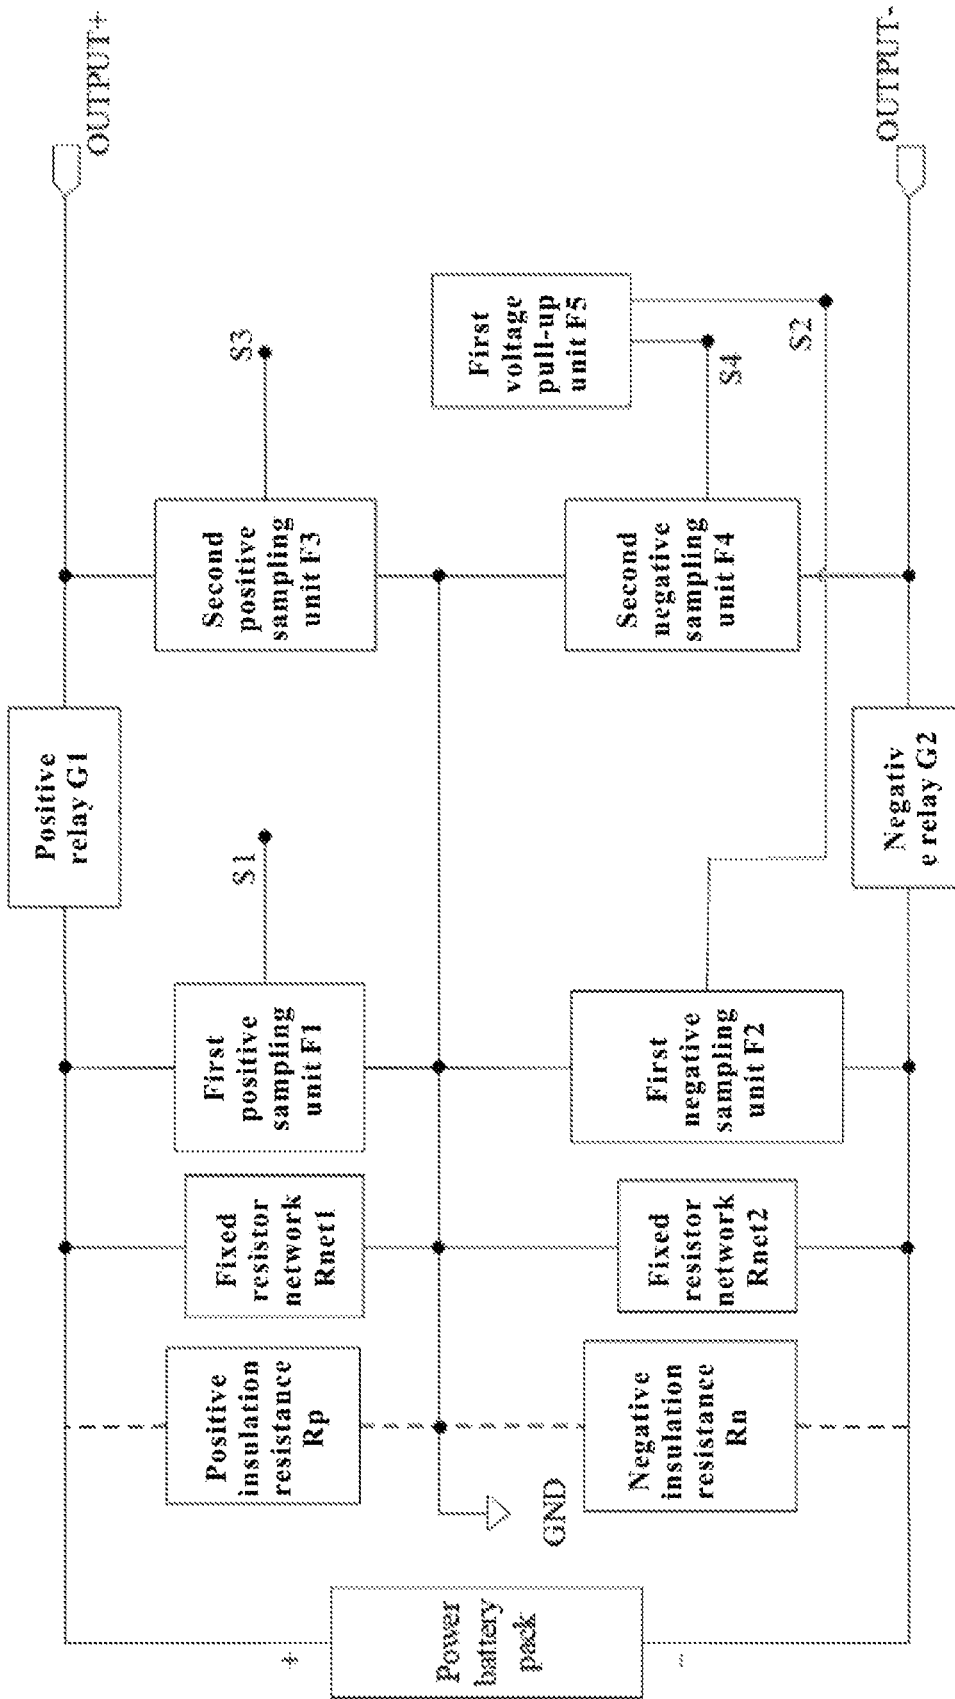 OUTPUT+
OUTPUT-
Positive
relay G1
Negativ
e relay G2
S3
First
voltage
pull-up
unit F5
S4
S2
Second
positive
sampling
unit F3
Second
negative
sampling
unit F4
S1
First
positive
sampling
unit F1
First
negative
sampling
unit F2
Fixed
resistor
network
Rnet1
Fixed
resistor
network
Rnet2
Positive
insulation
resistance
Rp
Negative
insulation
resistance
Rn
GND
+
Power
battery
pack
-